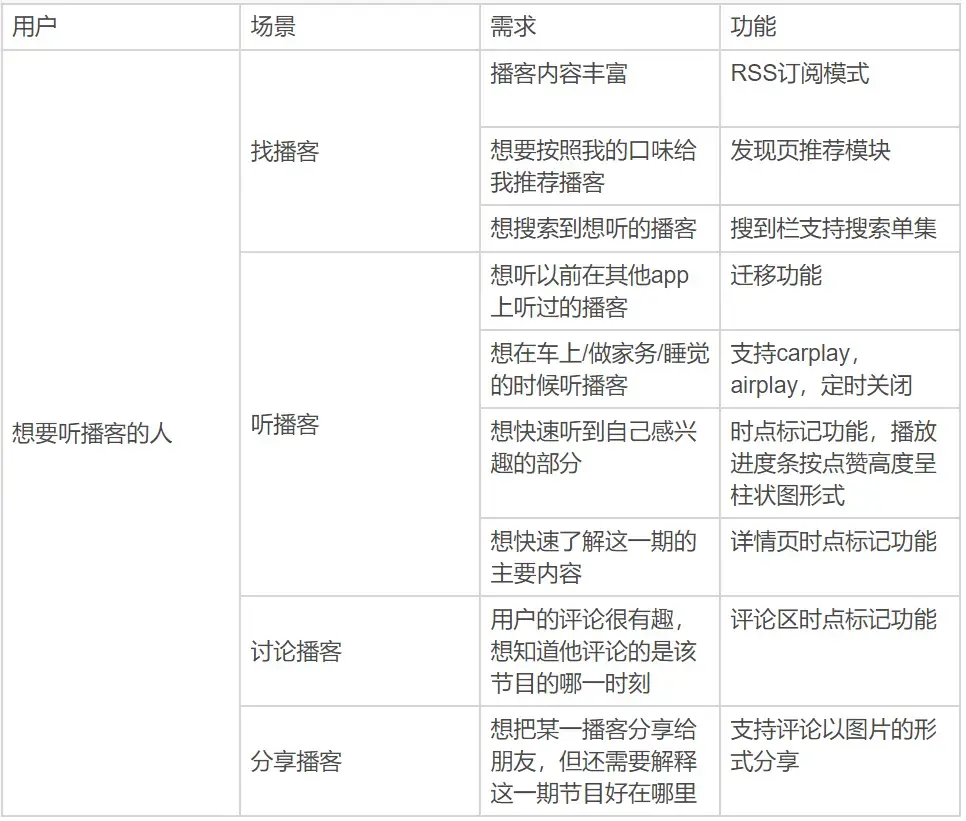 用户
场景
需求
功能
想要听播客的人
找播客
播客内容丰富
RSS订阅模式
想要按照我的口味给
我推荐播客
发现页推荐模块
想搜索到想听的播客
搜到栏支持搜索单集
听播客
想听以前在其他app
上听过的播客
迁移功能
想在车上/做家务/睡觉
的时候听播客
支持carplay，
airplay，定时关闭
想快速听到自己感兴
趣的部分
时点标记功能，播放
进度条按点赞高度呈
柱状图形式
想快速了解这一期的
主要内容
详情页时点标记功能
讨论播客
用户的评论很有趣，
想知道他评论的是该
节目的哪一时刻
评论区时点标记功能
分享播客
想把某一播客分享给
朋友，但还需要解释
这一期节目好在哪里
支持评论以图片的形
式分享